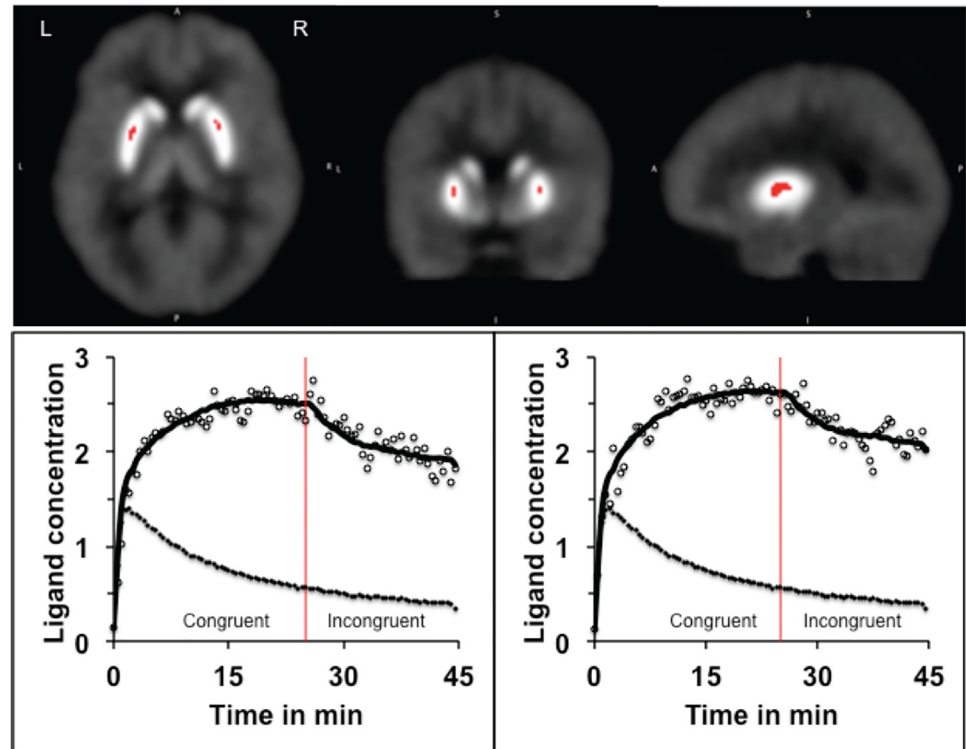 A
S
S
L
R
L
R
L
A
P
P
I
I
3
2
1
0
Ligand concentration
Congruent
Incongruent
0
15
30
45
Time in min
3
2
1
0
Ligand concentration
Congruent
Incongruent
0
15
30
45
Time in min